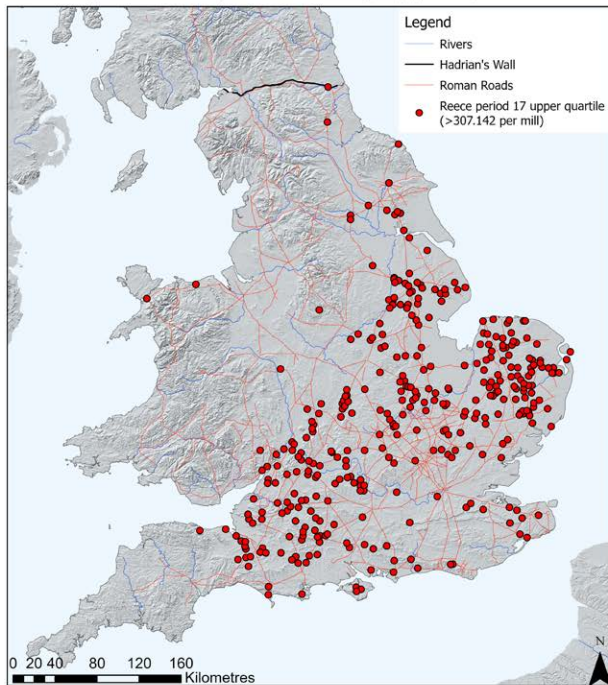 Legend
Rivers
Hadrian's Wall
Roman Roads
Reece period 17 upper quartile
(>307.142 per mill)
N
0 20 40 80 120 160
Kilometres